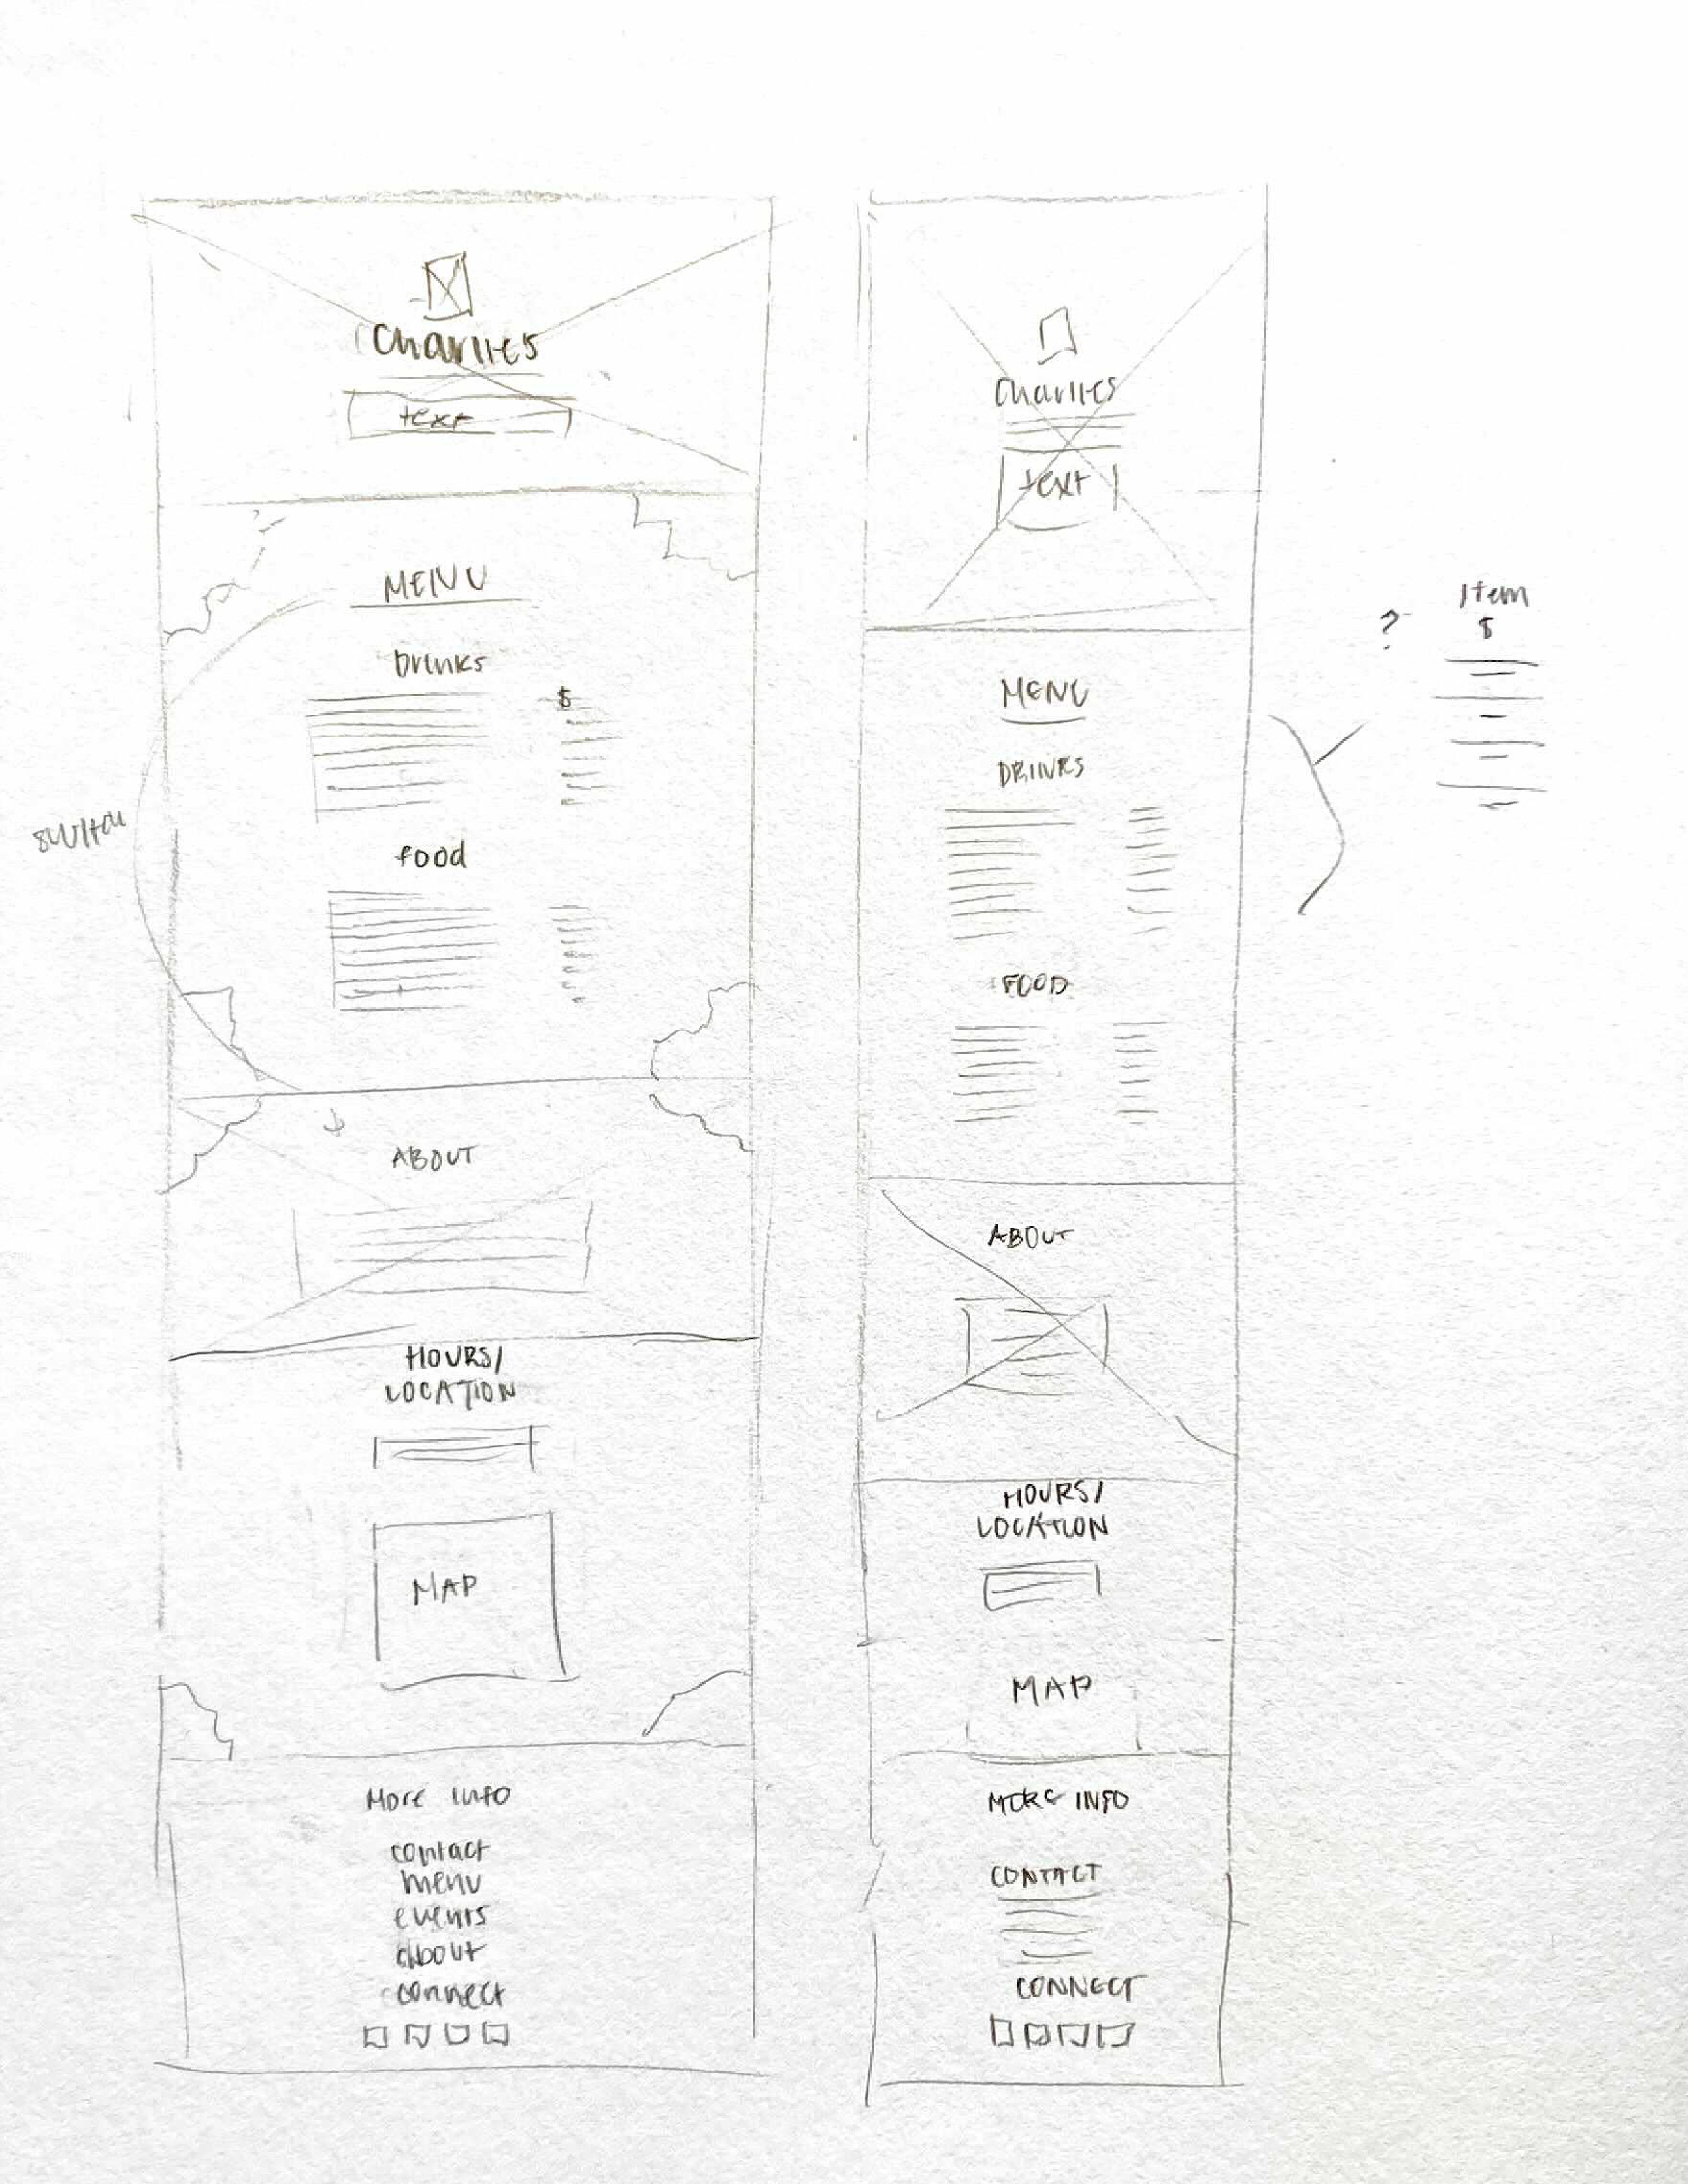 Charlies
text
MENU
Drinks
$
food
switch
ABOUT
HOURS/
LOCATION
MAP
More Info
contact
menu
events
about
connect
Charlies
text
MENU
DRINKS
FOOD
ABOUT
HOURS/
LOCATION
MAP
MORE INFO
CONTACT
CONNECT
?
Item
$